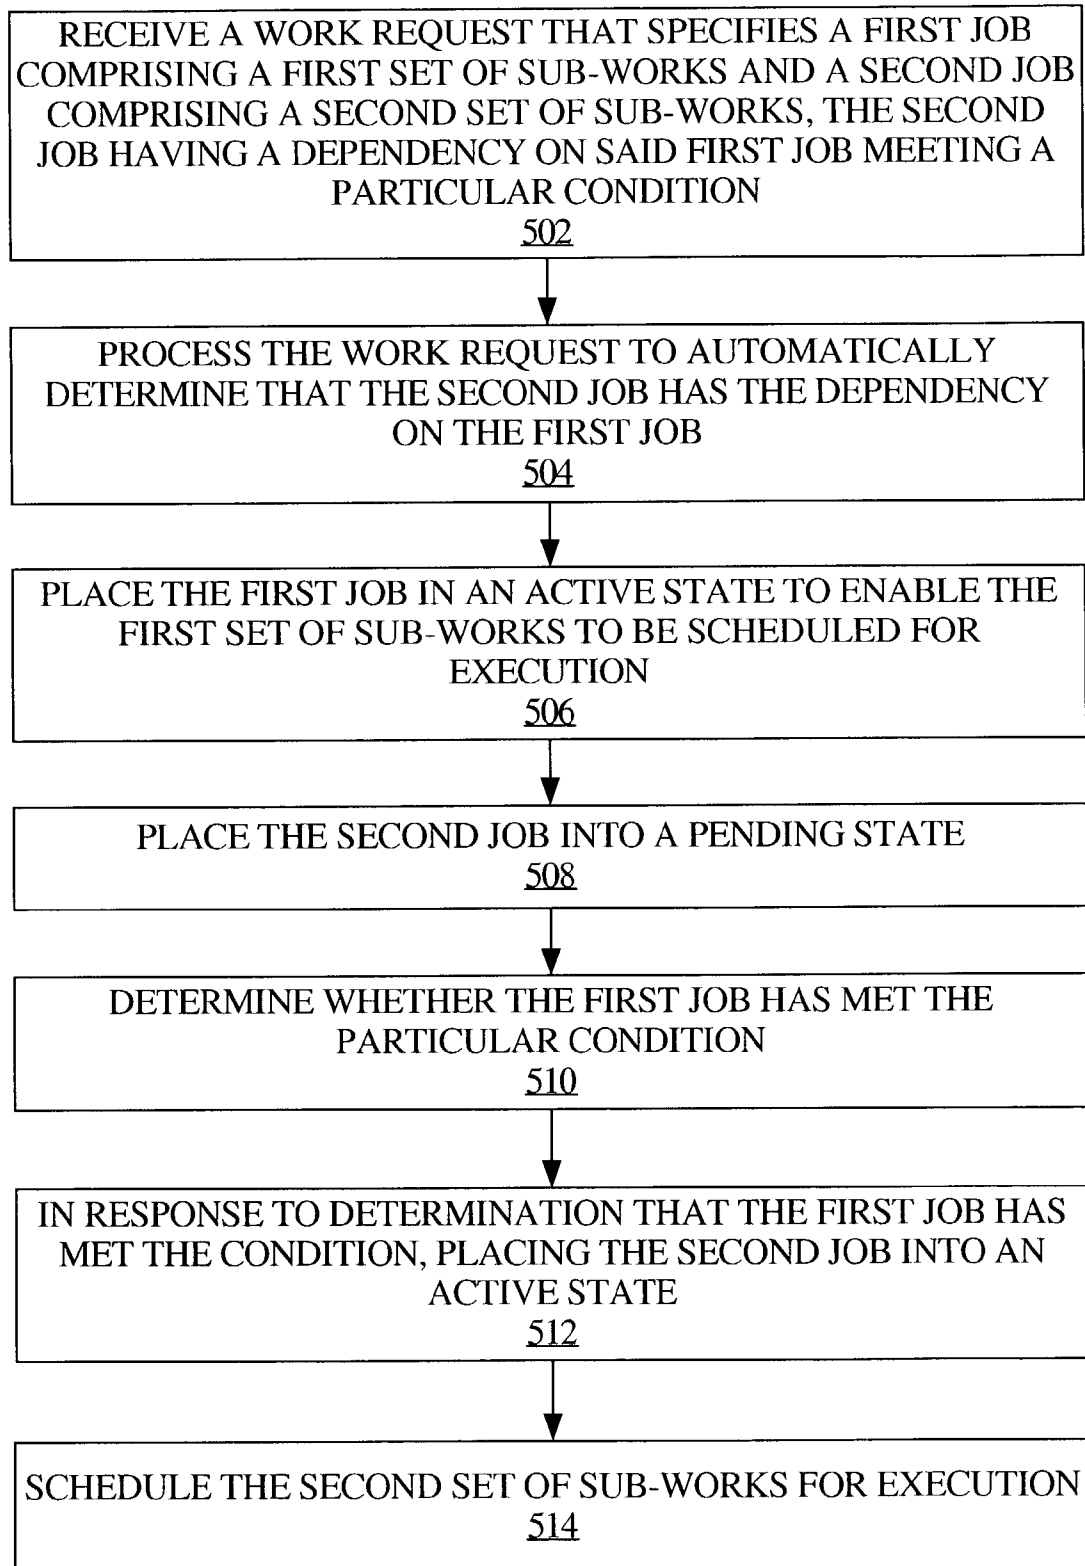 RECEIVE A WORK REQUEST THAT SPECIFIES A FIRST JOB
COMPRISING A FIRST SET OF SUB-WORKS AND A SECOND JOB
COMPRISING A SECOND SET OF SUB-WORKS, THE SECOND
JOB HAVING A DEPENDENCY ON SAID FIRST JOB MEETING A
PARTICULAR CONDITION
502
PROCESS THE WORK REQUEST TO AUTOMATICALLY
DETERMINE THAT THE SECOND JOB HAS THE DEPENDENCY
ON THE FIRST JOB
504
PLACE THE FIRST JOB IN AN ACTIVE STATE TO ENABLE THE
FIRST SET OF SUB-WORKS TO BE SCHEDULED FOR
EXECUTION
506
PLACE THE SECOND JOB INTO A PENDING STATE
508
DETERMINE WHETHER THE FIRST JOB HAS MET THE
PARTICULAR CONDITION
510
IN RESPONSE TO DETERMINATION THAT THE FIRST JOB HAS
MET THE CONDITION, PLACING THE SECOND JOB INTO AN
ACTIVE STATE
512
SCHEDULE THE SECOND SET OF SUB-WORKS FOR EXECUTION
514